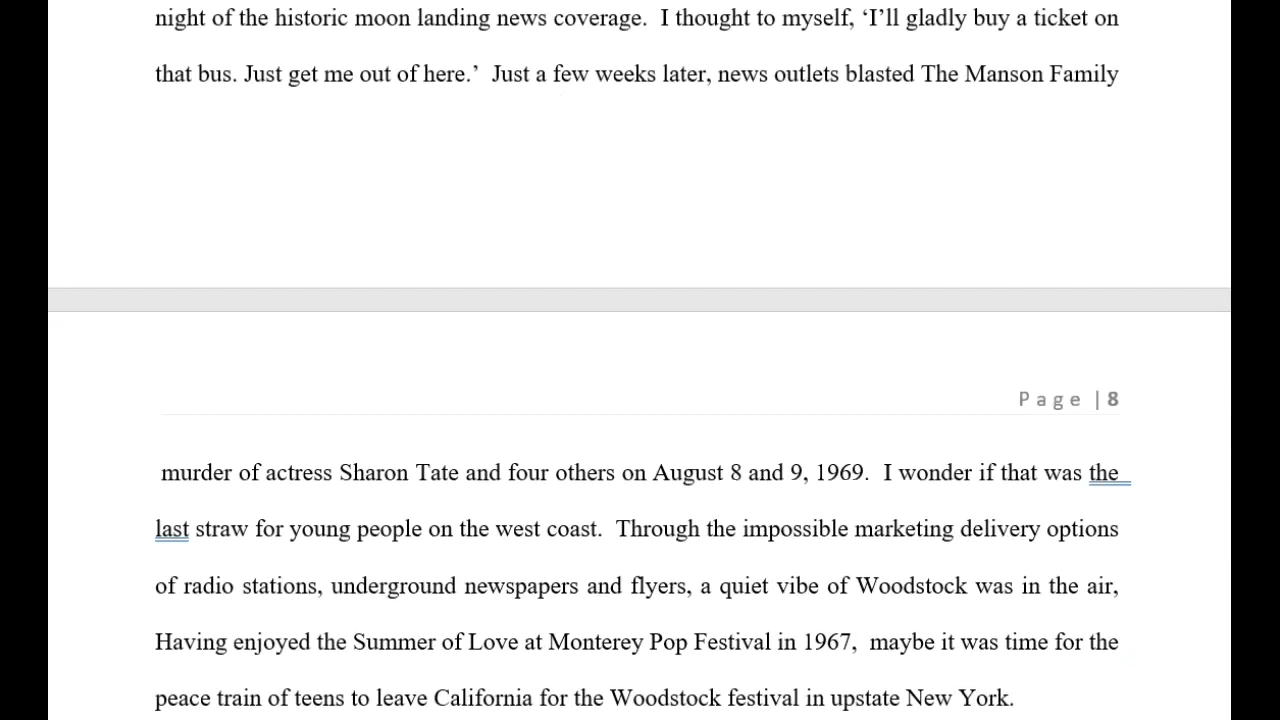 night of the historic moon landing news coverage.  I thought to myself, ‘I’ll gladly buy a ticket on
that bus. Just get me out of here.’  Just a few weeks later, news outlets blasted The Manson Family
Page | 8
murder of actress Sharon Tate and four others on August 8 and 9, 1969.  I wonder if that was the
last straw for young people on the west coast.  Through the impossible marketing delivery options
of radio stations, underground newspapers and flyers, a quiet vibe of Woodstock was in the air,
Having enjoyed the Summer of Love at Monterey Pop Festival in 1967,  maybe it was time for the
peace train of teens to leave California for the Woodstock festival in upstate New York.